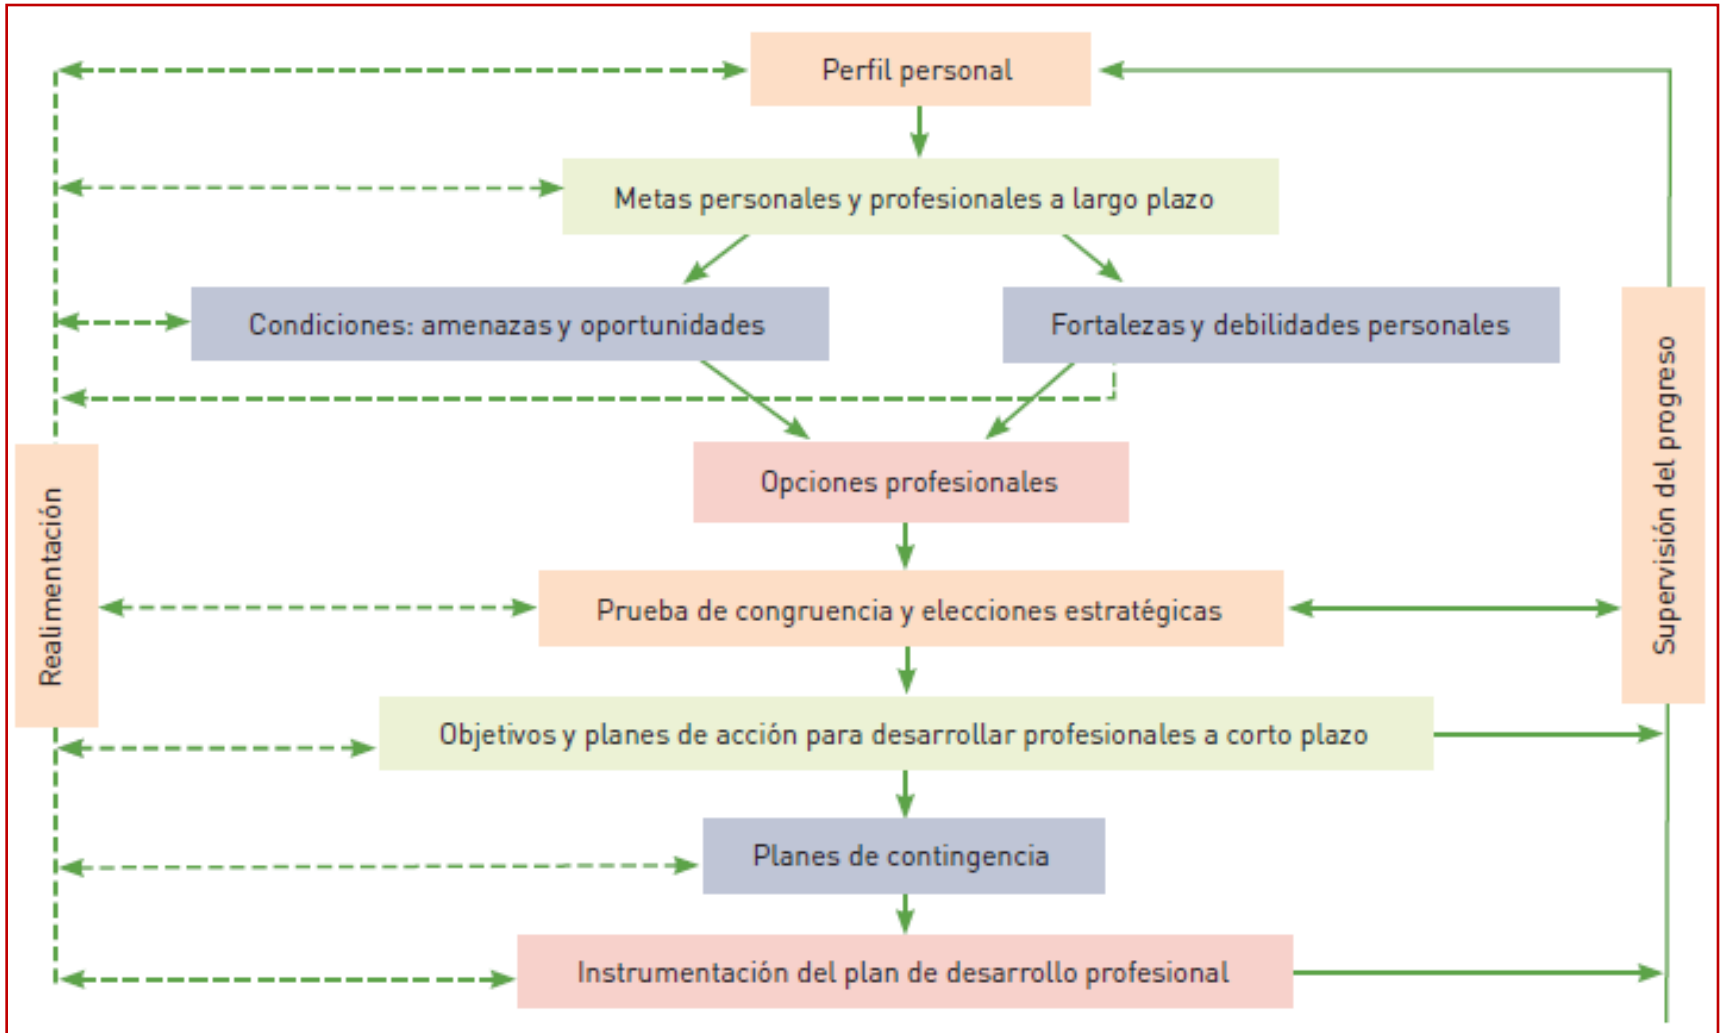 Perfil personal
Metas personales y profesionales a largo plazo
Condiciones: amenazas y oportunidades
Fortalezas y debilidades personales
Opciones profesionales
Realimentación
Supervisión del progreso
Prueba de congruencia y elecciones estratégicas
Objetivos y planes de acción para desarrollar profesionales a corto plazo
Planes de contingencia
Instrumentación del plan de desarrollo profesional